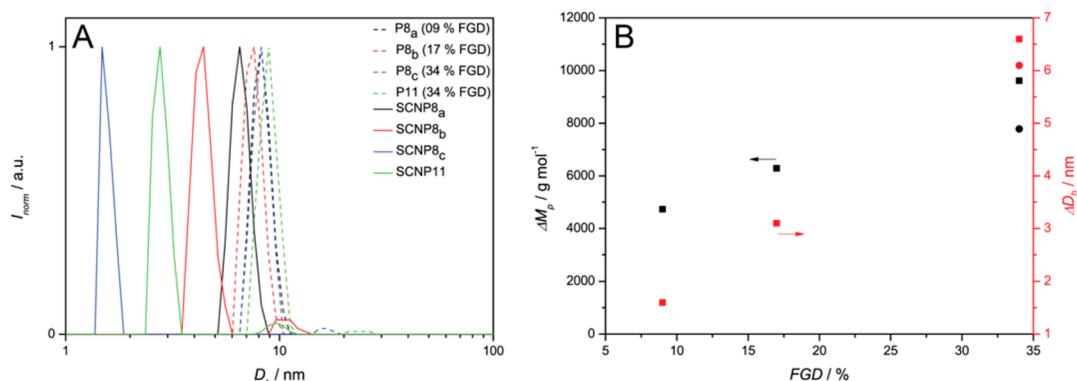 A
1
0
I_norm / a.u.
P8_a (09 % FGD)
P8_b (17 % FGD)
P8_c (34 % FGD)
P11 (34 % FGD)
SCNP8_a
SCNP8_b
SCNP8_c
SCNP11
1
10
100
/ nm
B
12000
10000
8000
6000
4000
2000
0
ΔM_p / g mol⁻¹
7
6
5
4
3
2
1
ΔD_h / nm
5
10
15
20
25
30
35
FGD / %